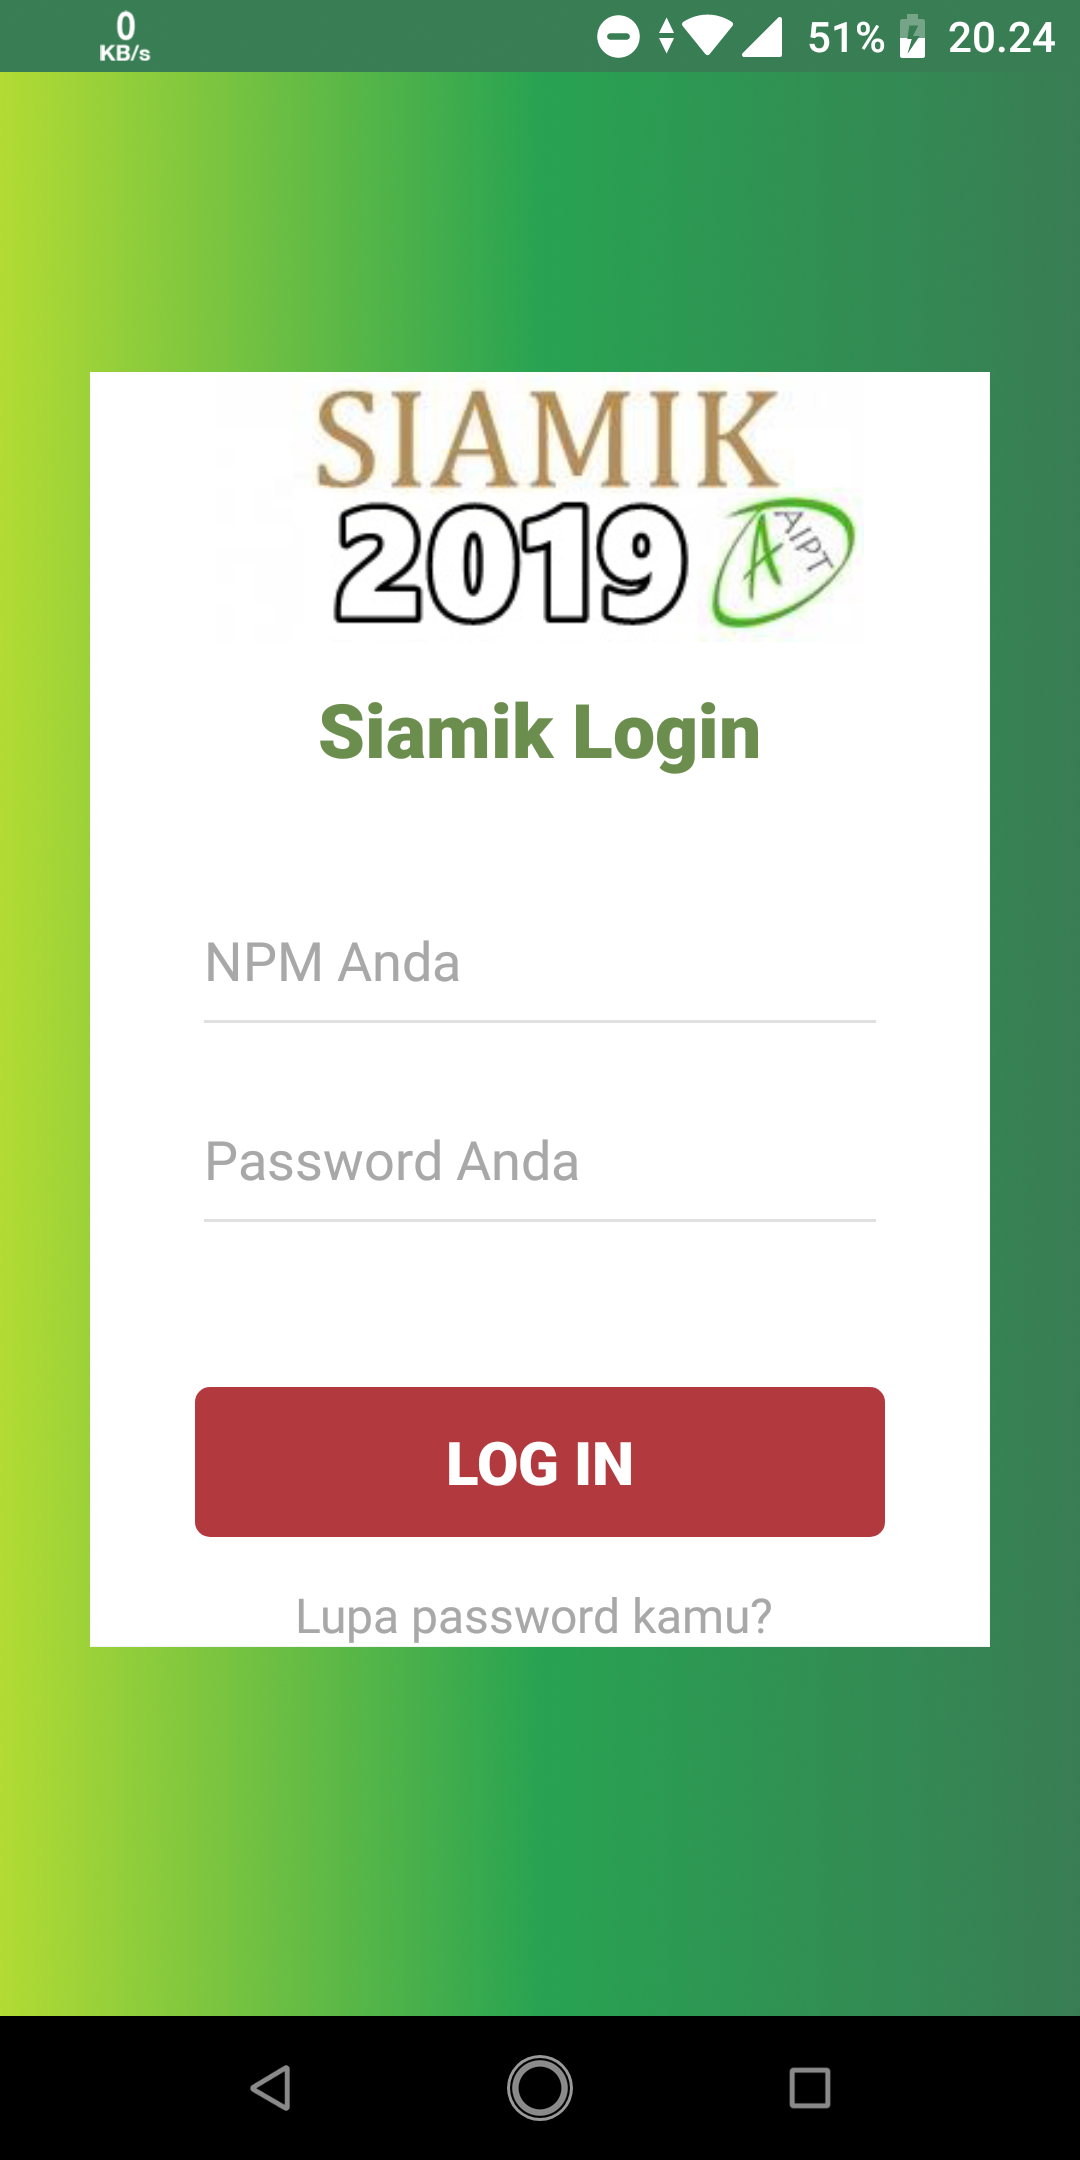 0
KB/s
51% 20.24
SIAMIK
2019
A AIPT
Siamik Login
NPM Anda
Password Anda
LOG IN
Lupa password kamu?